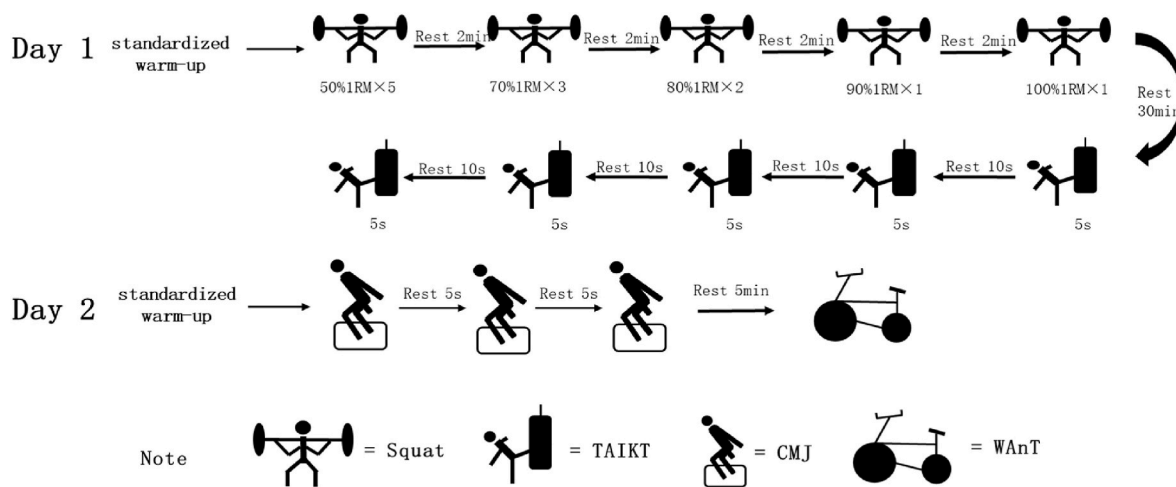 Day 1
standardized
warm-up
Rest 2min
Rest 2min
Rest 2min
Rest 2min
50%1RM×5
70%1RM×3
80%1RM×2
90%1RM×1
100%1RM×1
Rest
30min
Rest 10s
Rest 10s
Rest 10s
Rest 10s
5s
5s
5s
5s
5s
Day 2
standardized
warm-up
Rest 5s
Rest 5s
Rest 5min
Note
= Squat
= TAIKT
= CMJ
= WAnT